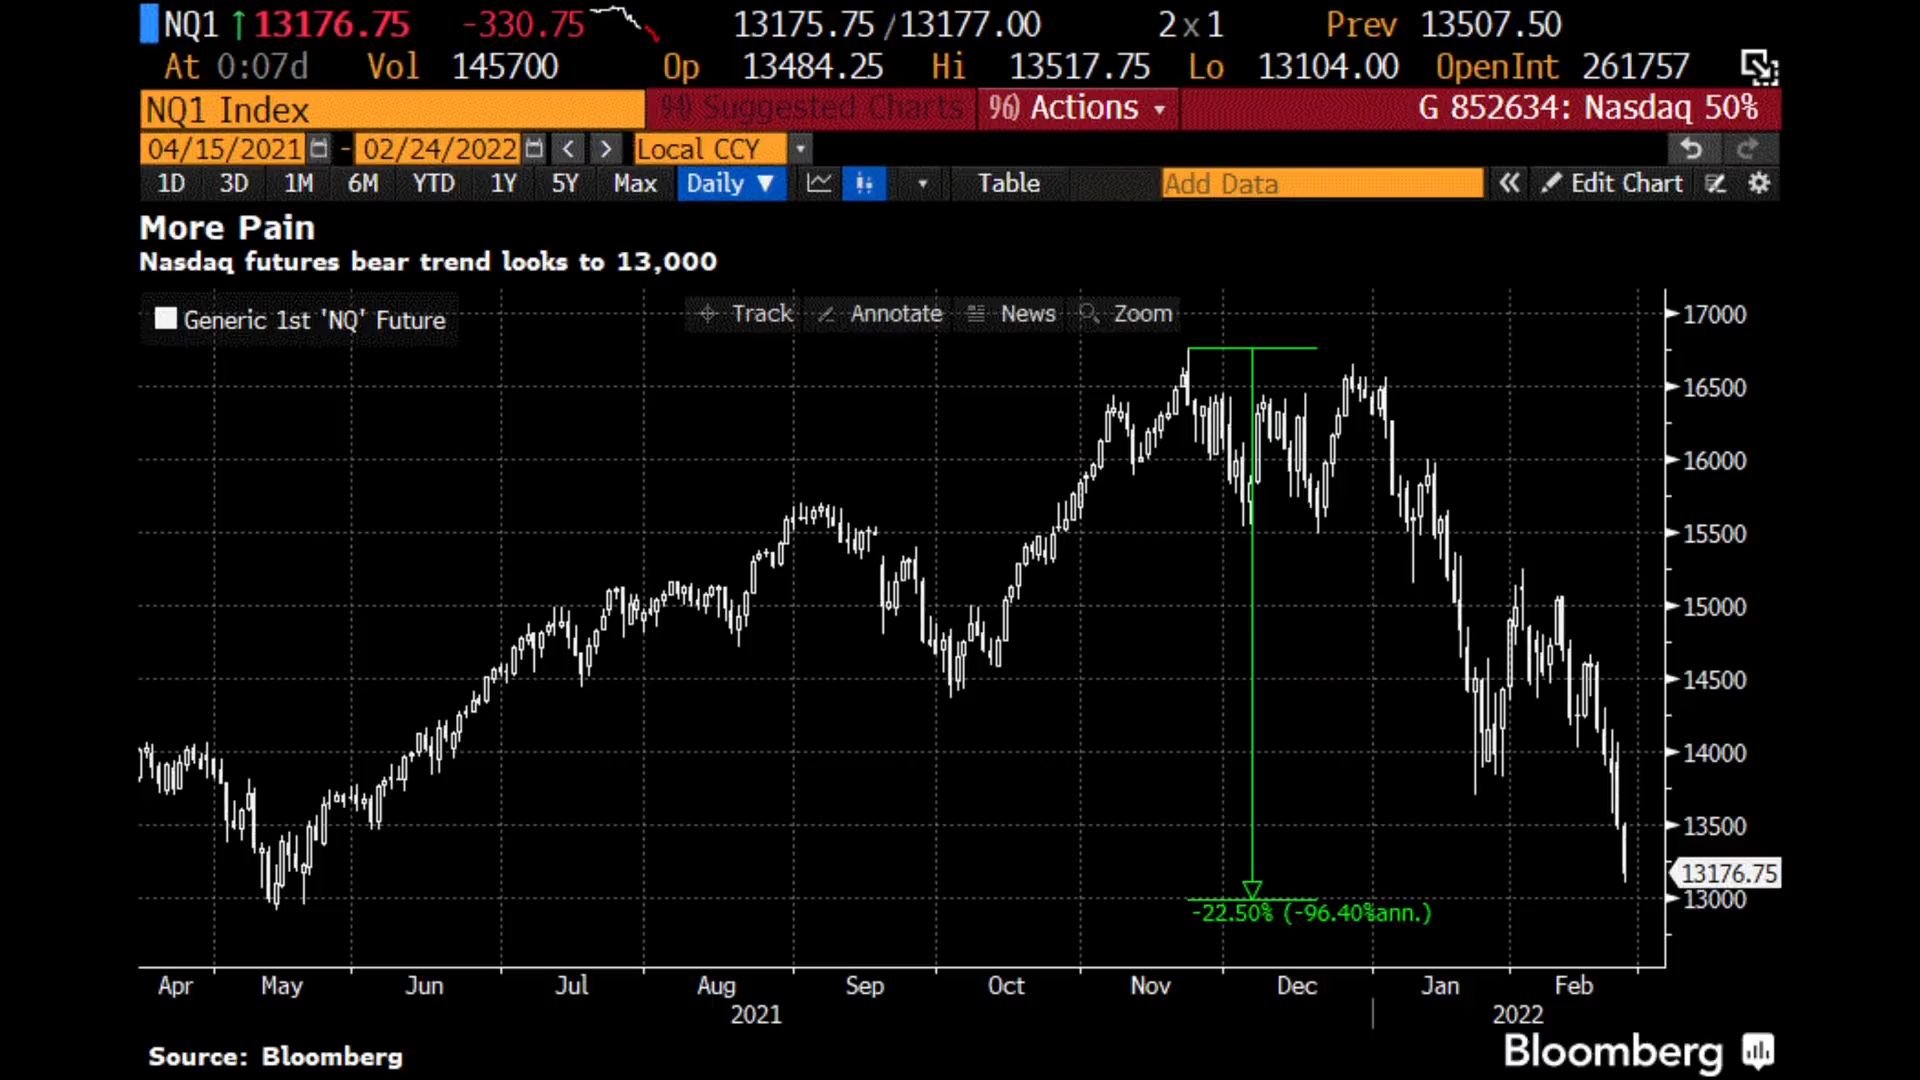 NQ1 ↑ 13176.75 -330.75 13175.75 / 13177.00 2 x 1 Prev 13507.50
At 0:07d Vol 145700 Op 13484.25 Hi 13517.75 Lo 13104.00 OpenInt 261757
NQ1 Index 94) Suggested Charts 96) Actions G 852634: Nasdaq 50%
04/15/2021 - 02/24/2022 < > Local CCY
1D 3D 1M 6M YTD 1Y 5Y Max Daily ▼ Table Add Data « Edit Chart
More Pain
Nasdaq futures bear trend looks to 13,000
Generic 1st 'NQ' Future
Track Annotate News Zoom
17000
16500
16000
15500
15000
14500
14000
13500
13176.75
13000
-22.50% (-96.40%ann.)
Apr May Jun Jul Aug Sep Oct Nov Dec Jan Feb
2021 2022
Source: Bloomberg
Bloomberg